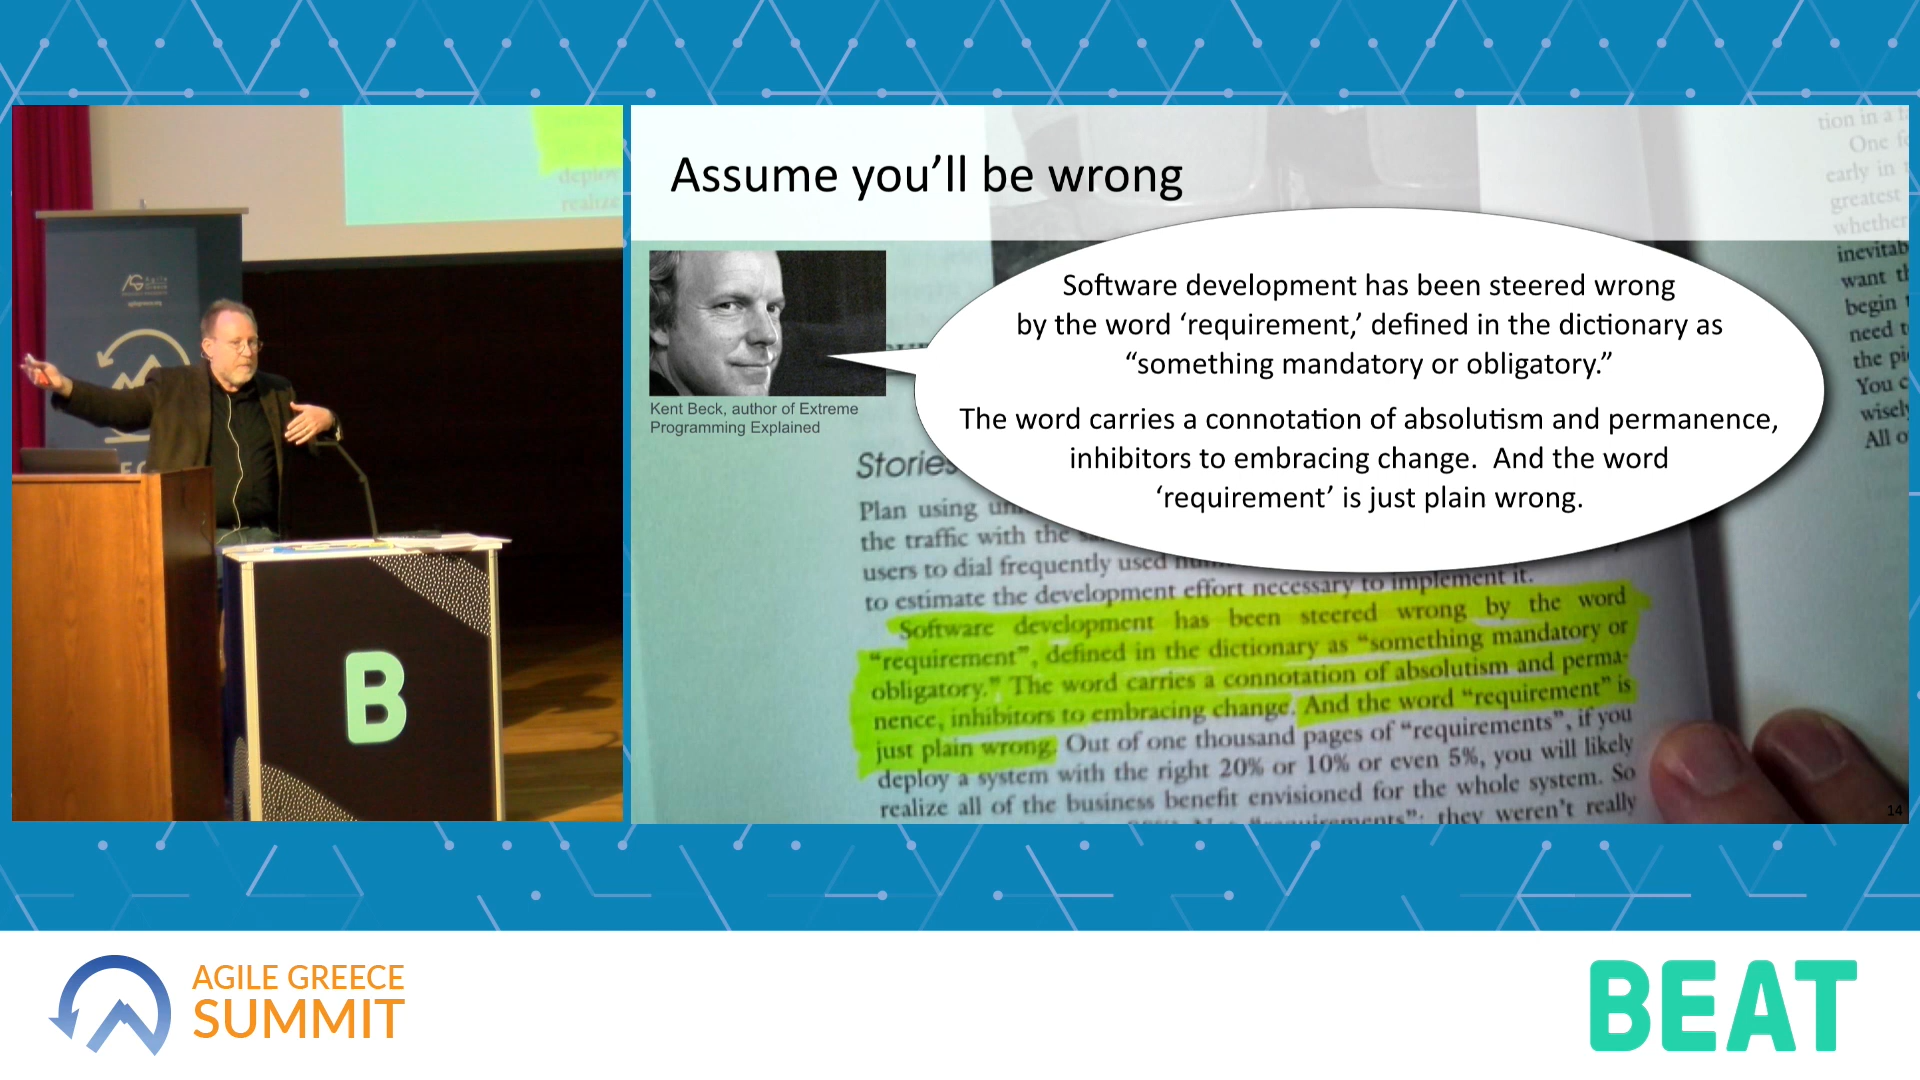 deploy
realize
Agile
B
Assume you’ll be wrong
Software development has been steered wrong
by the word ‘requirement,’ defined in the dictionary as
“something mandatory or obligatory.”
The word carries a connotation of absolutism and permanence,
inhibitors to embracing change. And the word
‘requirement’ is just plain wrong.
Kent Beck, author of Extreme
Programming Explained
Stories
Plan using
the traffic with the
users to dial frequently used
to estimate the development effort necessary to implement it.
Software development has been steered wrong by the word
“requirement”, defined in the dictionary as “something mandatory or
obligatory.” The word carries a connotation of absolutism and perma-
nence, inhibitors to embracing change. And the word “requirement” is
just plain wrong. Out of one thousand pages of “requirements”, if you
deploy a system with the right 20% or 10% or even 5%, you will likely
realize all of the business benefit envisioned for the whole system. So
they weren’t really
tion in a
One
early in
greatest
whether
want
begin
need
the
You
wisely
All
14
AGILE GREECE
SUMMIT
BEAT